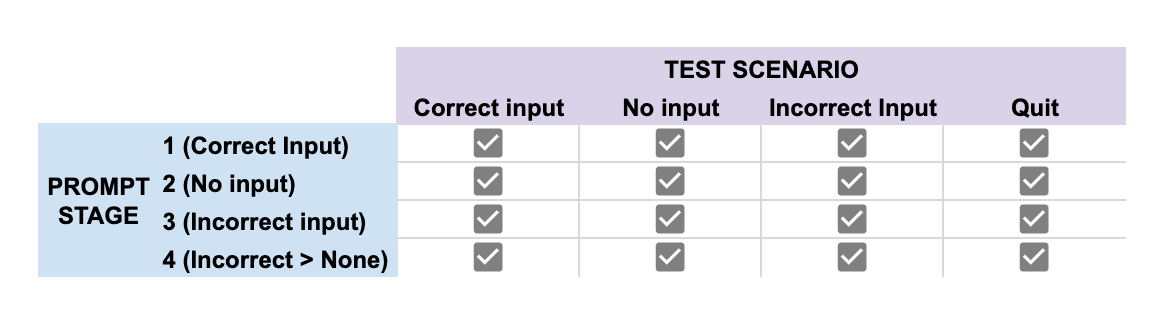 TEST SCENARIO
Correct input No input Incorrect Input Quit
1 (Correct Input)
PROMPT 2 (No input)
STAGE 3 (Incorrect input)
4 (Incorrect > None)